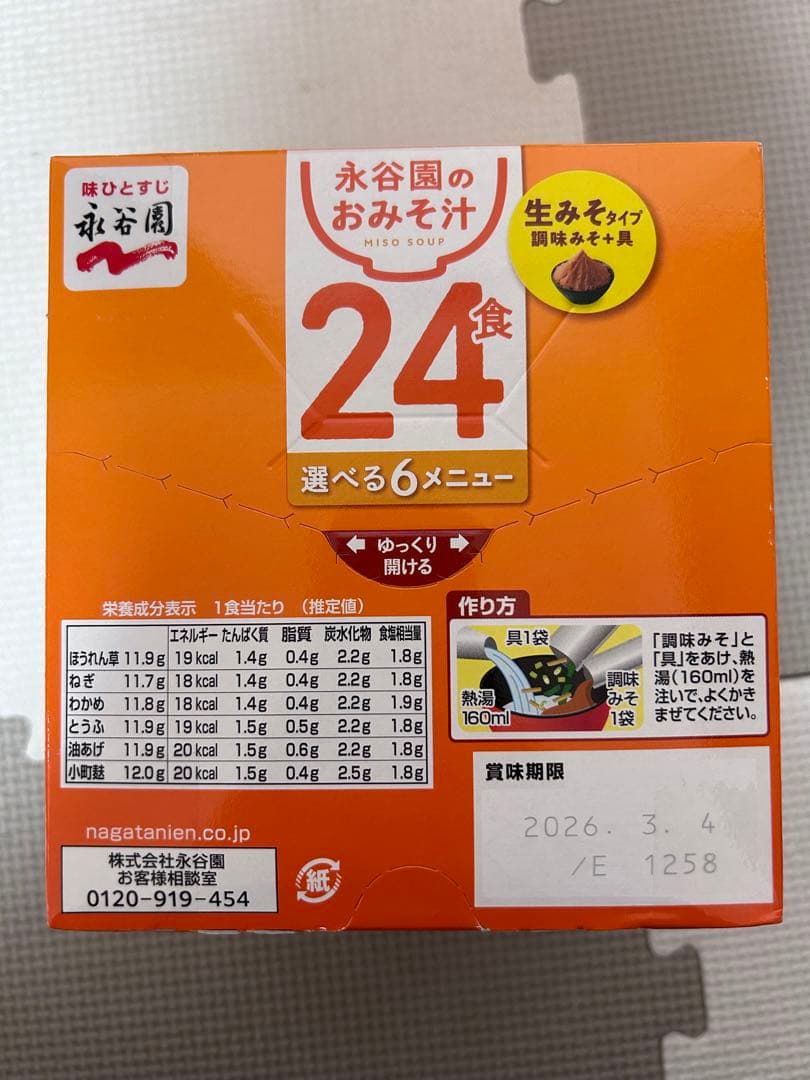 味ひとすじ
永谷園
永谷園の
おみそ汁
MISO SOUP
24食
選べる6メニュー
生みそタイプ
調味みそ+具
ゆっくり
開ける
栄養成分表示 1食当たり (推定値)
エネルギー たんぱく質 脂質 炭水化物 食塩相当量
ほうれん草 11.9g 19kcal 1.4g 0.4g 2.2g 1.8g
ねぎ 11.7g 18kcal 1.4g 0.4g 2.2g 1.8g
わかめ 11.8g 18kcal 1.4g 0.4g 2.2g 1.9g
とうふ 11.9g 19kcal 1.5g 0.5g 2.2g 1.8g
油あげ 11.9g 20kcal 1.5g 0.6g 2.2g 1.8g
小町麩 12.0g 20kcal 1.5g 0.4g 2.5g 1.8g
作り方
具1袋
熱湯
160ml
調味
みそ
1袋
「調味みそ」と
「具」をあけ、熱
湯(160ml)を
注いで、よくかき
まぜてください。
賞味期限
2026. 3. 4
/E 1258
nagatanien.co.jp
株式会社永谷園
お客様相談室
0120-919-454
紙